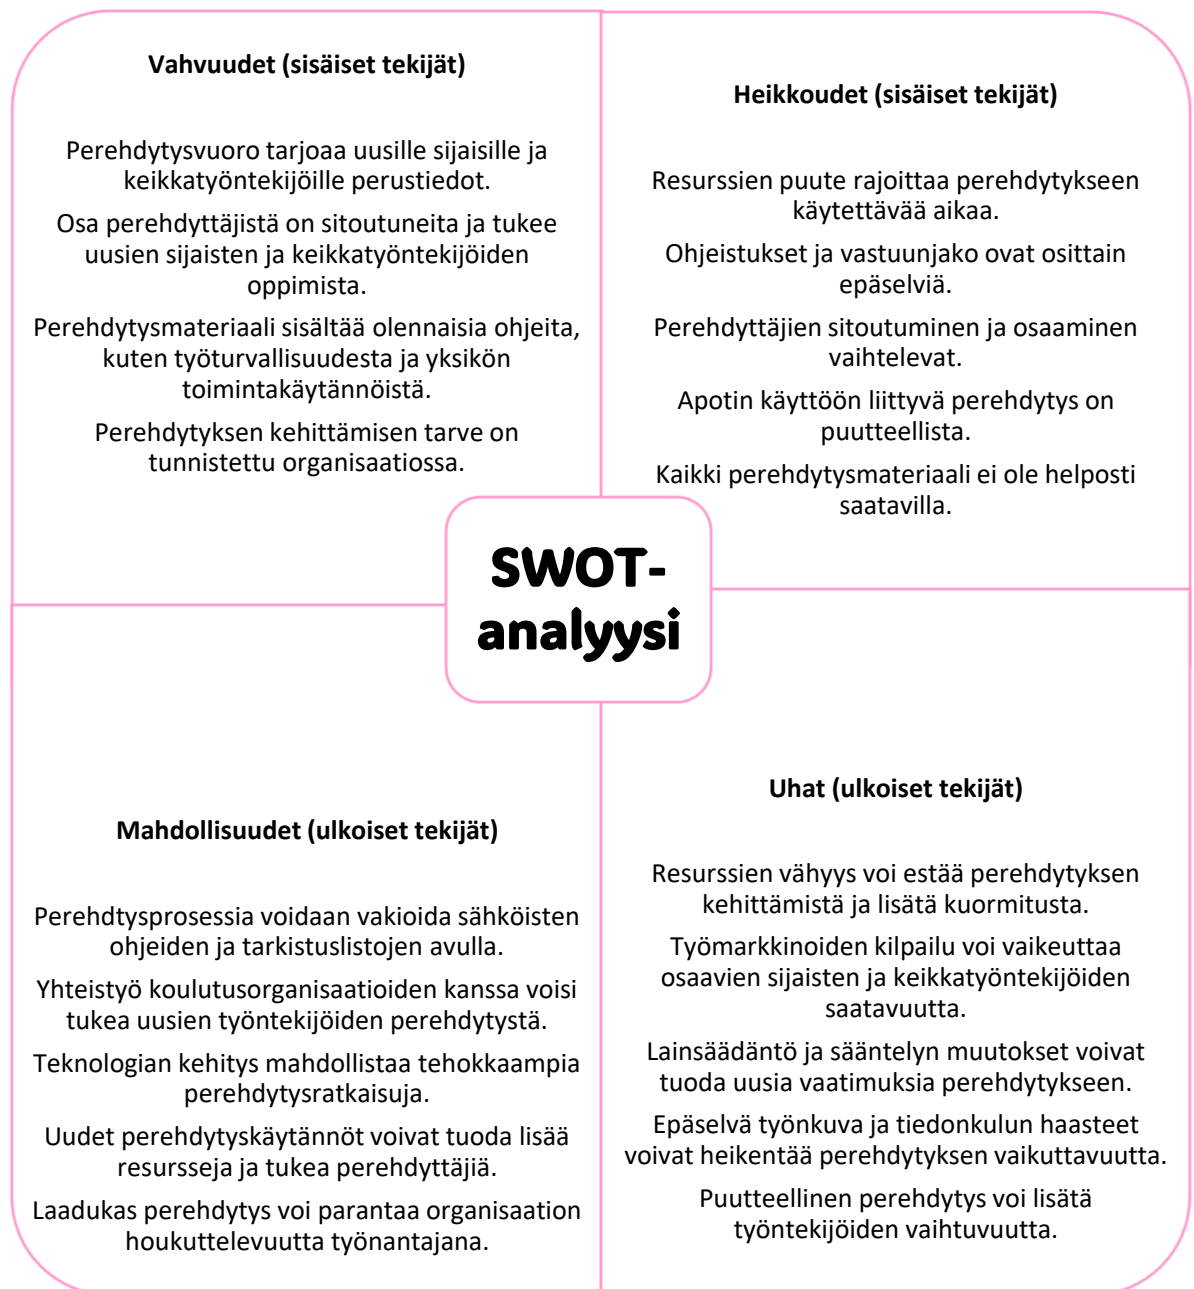 Vahvuudet (sisäiset tekijät)
Perehdytysvuoro tarjoaa uusille sijaisille ja
keikkatyöntekijöille perustiedot.
Osa perehdyttäjistä on sitoutuneita ja tukee
uusien sijaisten ja keikkatyöntekijöiden
oppimista.
Perehdytysmateriaali sisältää olennaisia ohjeita,
kuten työturvallisuudesta ja yksikön
toimintakäytännöistä.
Perehdytyksen kehittämisen tarve on
tunnistettu organisaatiossa.
Heikkoudet (sisäiset tekijät)
Resurssien puute rajoittaa perehdytykseen
käytettävää aikaa.
Ohjeistukset ja vastuunjako ovat osittain
epäselviä.
Perehdyttäjien sitoutuminen ja osaaminen
vaihtelevat.
Apotin käyttöön liittyvä perehdytys on
puutteellista.
Kaikki perehdytysmateriaali ei ole helposti
saatavilla.
SWOT-
analyysi
Mahdollisuudet (ulkoiset tekijät)
Perehdtysprosessia voidaan vakioida sähköisten
ohjeiden ja tarkistuslistojen avulla.
Yhteistyö koulutusorganisaatioiden kanssa voisi
tukea uusien työntekijöiden perehdytystä.
Teknologian kehitys mahdollistaa tehokkaampia
perehdytysratkaisuja.
Uudet perehdytyskäytännöt voivat tuoda lisää
resursseja ja tukea perehdyttäjiä.
Laadukas perehdytys voi parantaa organisaation
houkuttelevuutta työnantajana.
Uhat (ulkoiset tekijät)
Resurssien vähyys voi estää perehdytyksen
kehittämistä ja lisätä kuormitusta.
Työmarkkinoiden kilpailu voi vaikeuttaa
osaavien sijaisten ja keikkatyöntekijöiden
saatavuutta.
Lainsäädäntö ja sääntelyn muutokset voivat
tuoda uusia vaatimuksia perehdytykseen.
Epäselvä työnkuva ja tiedonkulun haasteet
voivat heikentää perehdytyksen vaikuttavuutta.
Puutteellinen perehdytys voi lisätä
työntekijöiden vaihtuvuutta.